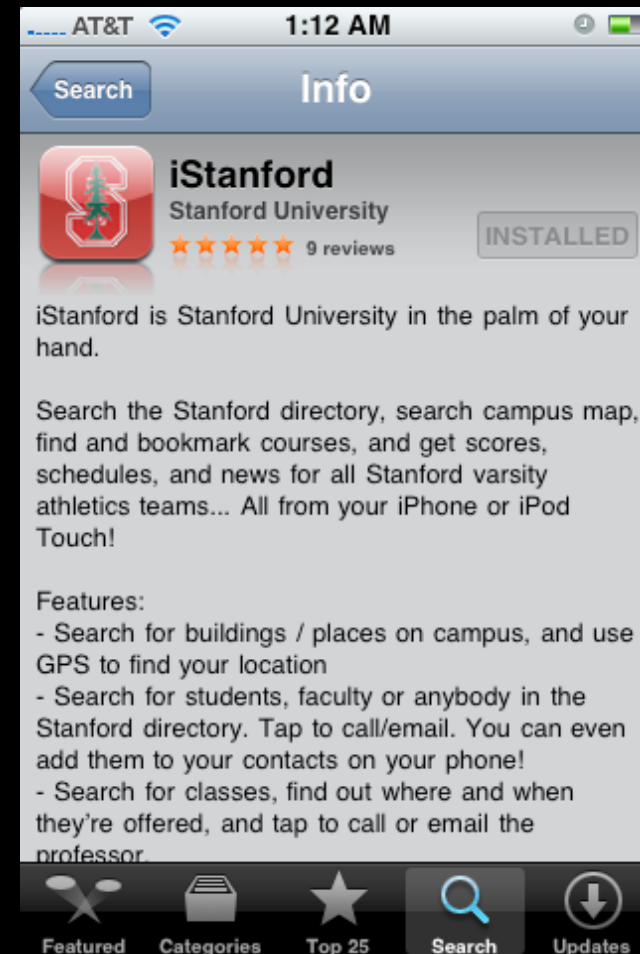 AT&T 1:12 AM
Search Info
iStanford
Stanford University
9 reviews
INSTALLED
iStanford is Stanford University in the palm of your
hand.
Search the Stanford directory, search campus map,
find and bookmark courses, and get scores,
schedules, and news for all Stanford varsity
athletics teams... All from your iPhone or iPod
Touch!
Features:
- Search for buildings / places on campus, and use
GPS to find your location
- Search for students, faculty or anybody in the
Stanford directory. Tap to call/email. You can even
add them to your contacts on your phone!
- Search for classes, find out where and when
they're offered, and tap to call or email the
professor.
Featured Categories Top 25 Search Updates